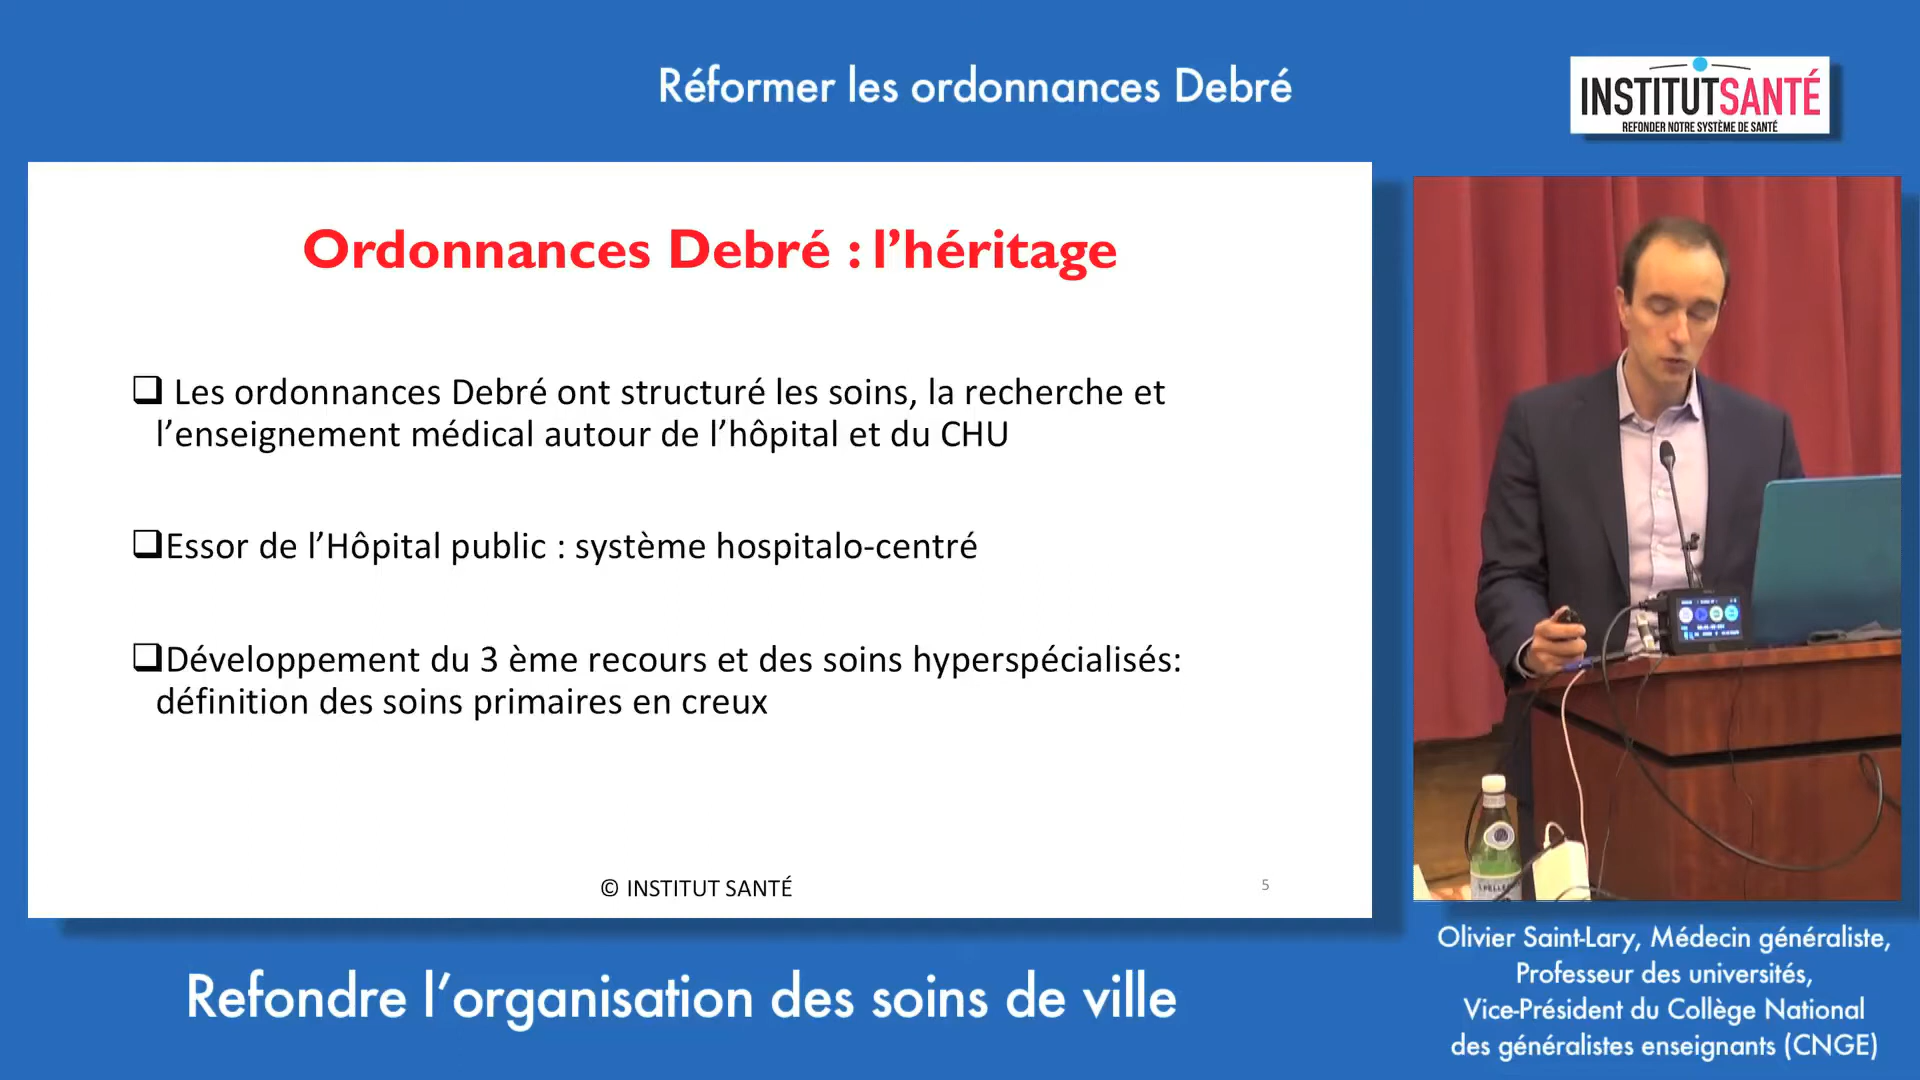 Réformer les ordonnances Debré
INSTITUTSANTÉ
REFONDER NOTRE SYSTÈME DE SANTÉ
Ordonnances Debré : l’héritage
Les ordonnances Debré ont structuré les soins, la recherche et
l’enseignement médical autour de l’hôpital et du CHU
Essor de l’Hôpital public : système hospitalo-centré
Développement du 3 ème recours et des soins hyperspécialisés:
définition des soins primaires en creux
© INSTITUT SANTÉ
5
Refondre l’organisation des soins de ville
Olivier Saint-Lary, Médecin généraliste,
Professeur des universités,
Vice-Président du Collège National
des généralistes enseignants (CNGE)